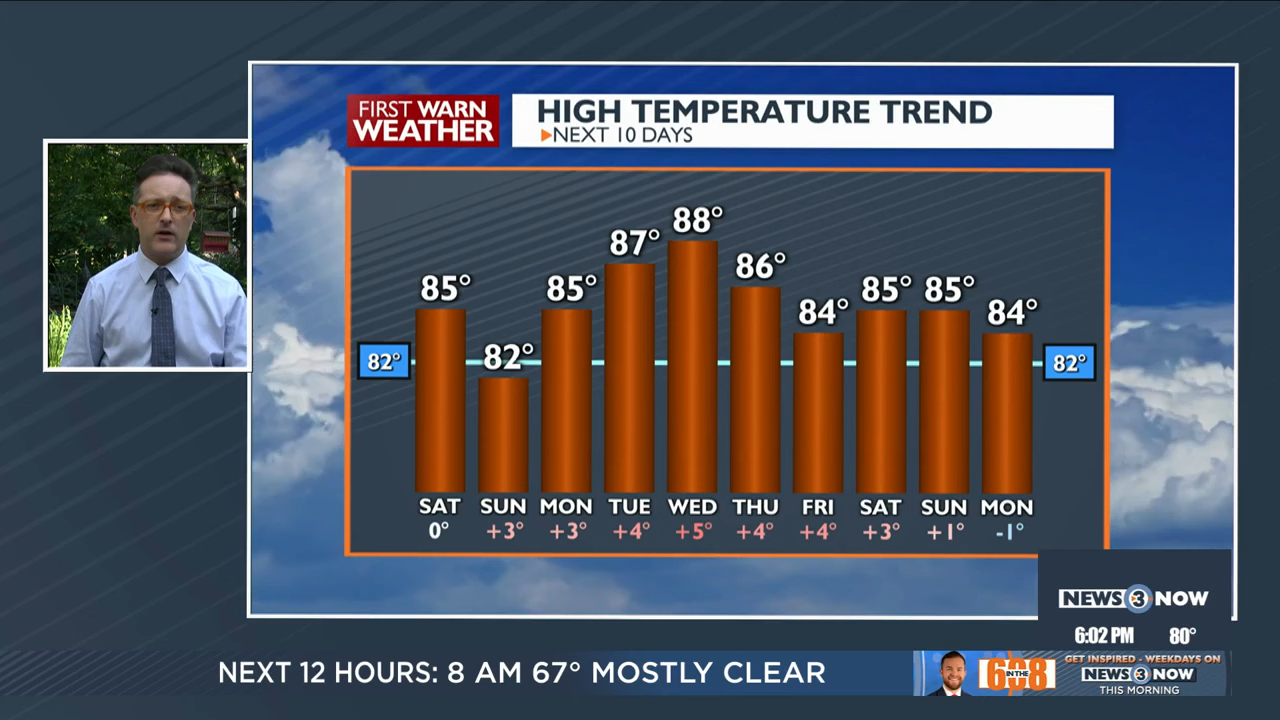 FIRST WARN
WEATHER
HIGH TEMPERATURE TREND
NEXT 10 DAYS
85° 82° 85° 87° 88° 86° 84° 85° 85° 84°
82° 82°
SAT SUN MON TUE WED THU FRI SAT SUN MON
0° +3° +3° +4° +5° +4° +4° +3° +1° -1°
NEWS 3 NOW
6:02 PM 80°
NEXT 12 HOURS: 8 AM 67° MOSTLY CLEAR
6 IN THE 608
GET INSPIRED - WEEKDAYS ON
NEWS 3 NOW
THIS MORNING